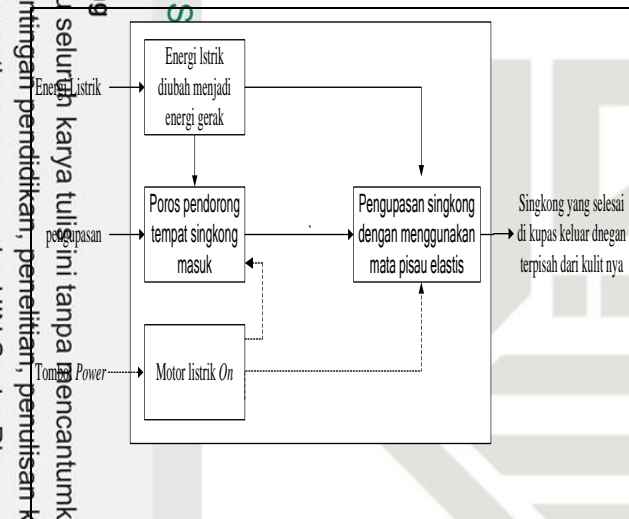 Energi lstrik
diubah menjadi
energi gerak
Energi Listrik
Poros pendorong
tempat singkong
masuk
pengupasan
Pengupasan singkong
dengan menggunakan
mata pisau elastis
Singkong yang selesai
di kupas keluar dnegan
terpisah dari kulit nya
Tombol Power
Motor listrik On
S
ng
u seluruh karya tulis ini tanpa mencantumk
ntingan pendidikan, penelitian, penulisan k